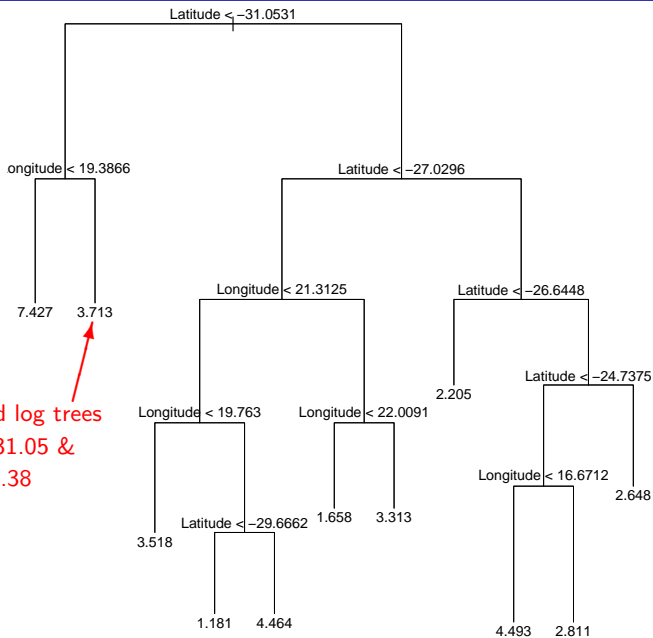 Latitude < −31.0531
ongitude < 19.3866
Latitude < −27.0296
Longitude < 21.3125
Latitude < −26.6448
7.427
3.713
2.205
Latitude < −24.7375
d log trees
31.05 &
.38
Longitude < 19.763
Longitude < 22.0091
Longitude < 16.6712
2.648
3.518
Latitude < −29.6662
1.658
3.313
1.181
4.464
4.493
2.811